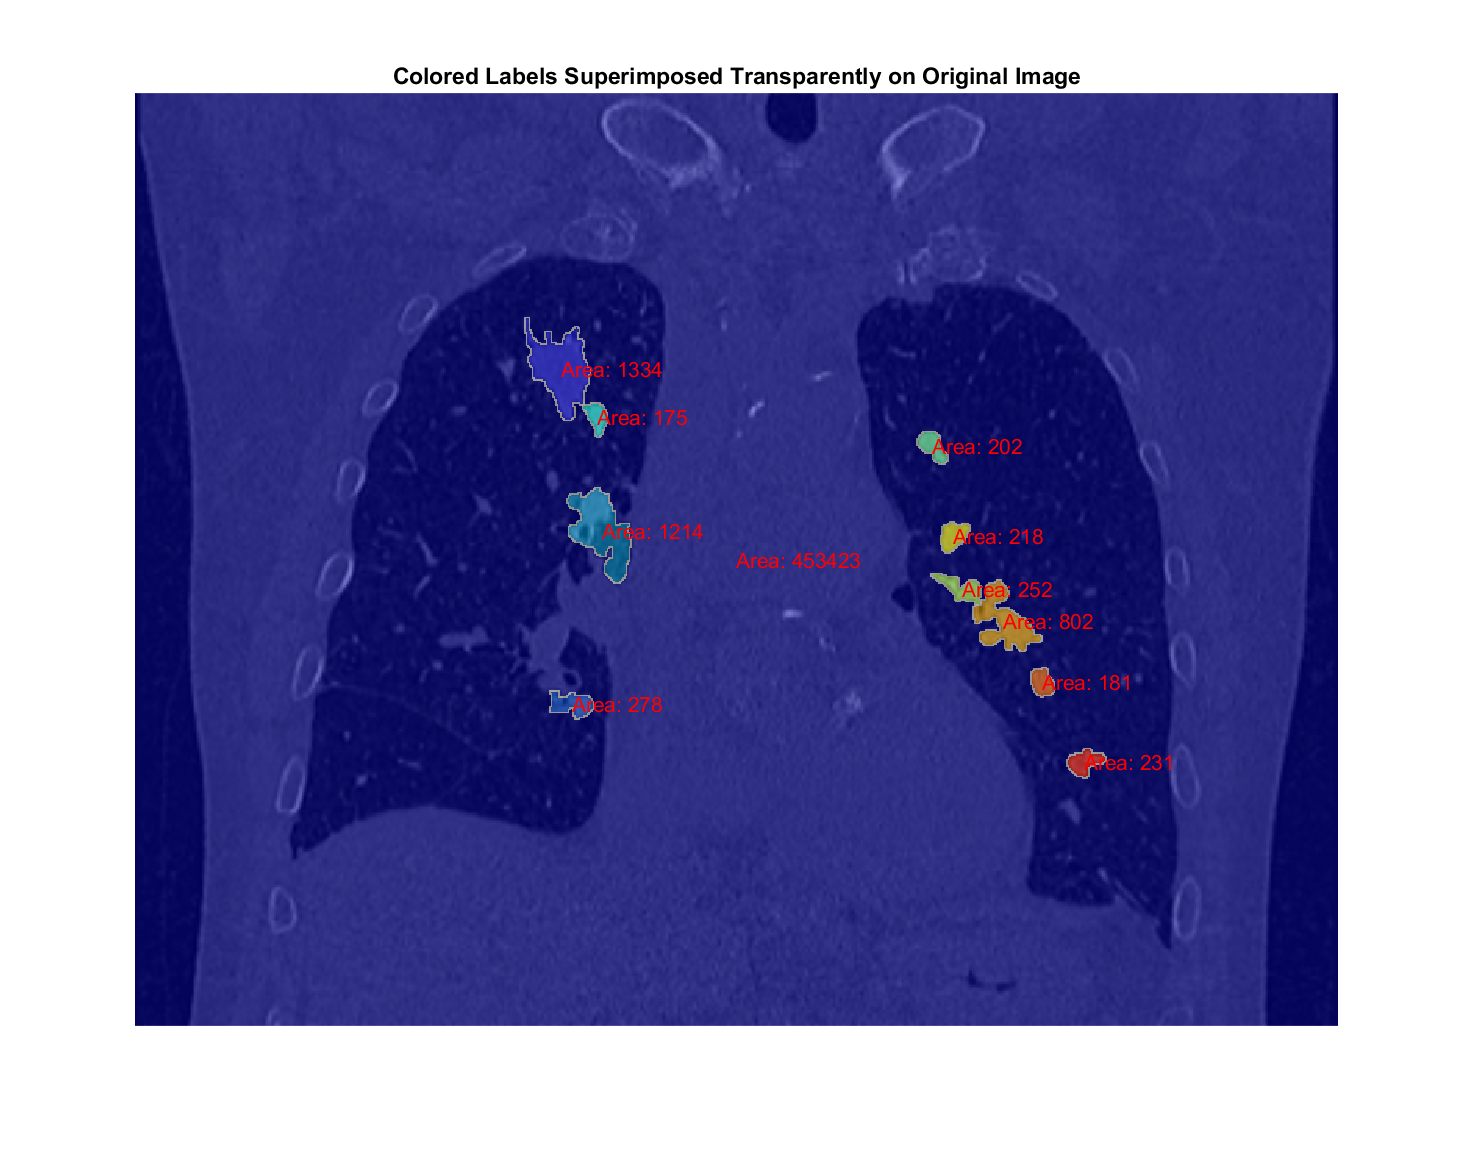 Colored Labels Superimposed Transparently on Original Image
Area: 1334
Area: 175
Area: 202
Area: 1214
Area: 218
Area: 453423
Area: 252
Area: 802
Area: 181
Area: 278
Area: 231